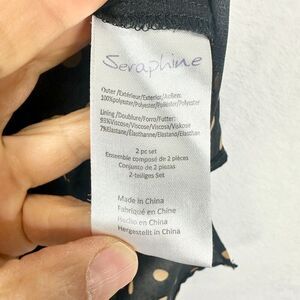 Seraphine
Outer /Extérieur/Exterior/Außen:
100%polyester/Polyester/Poliéster/Polyester
Lining /Doublure/Forro/Futter:
93%Viscose/Viscose/Viscosa/Viskose
7%Elastane/Élasthanne/Elastano/Elasthan
2 pc set
Ensemble composé de 2 pièces
Conjunto de 2 piezas
2-teiliges Set
Made in China
Fabriqué en Chine
Hecho en China
Hergestellt in China